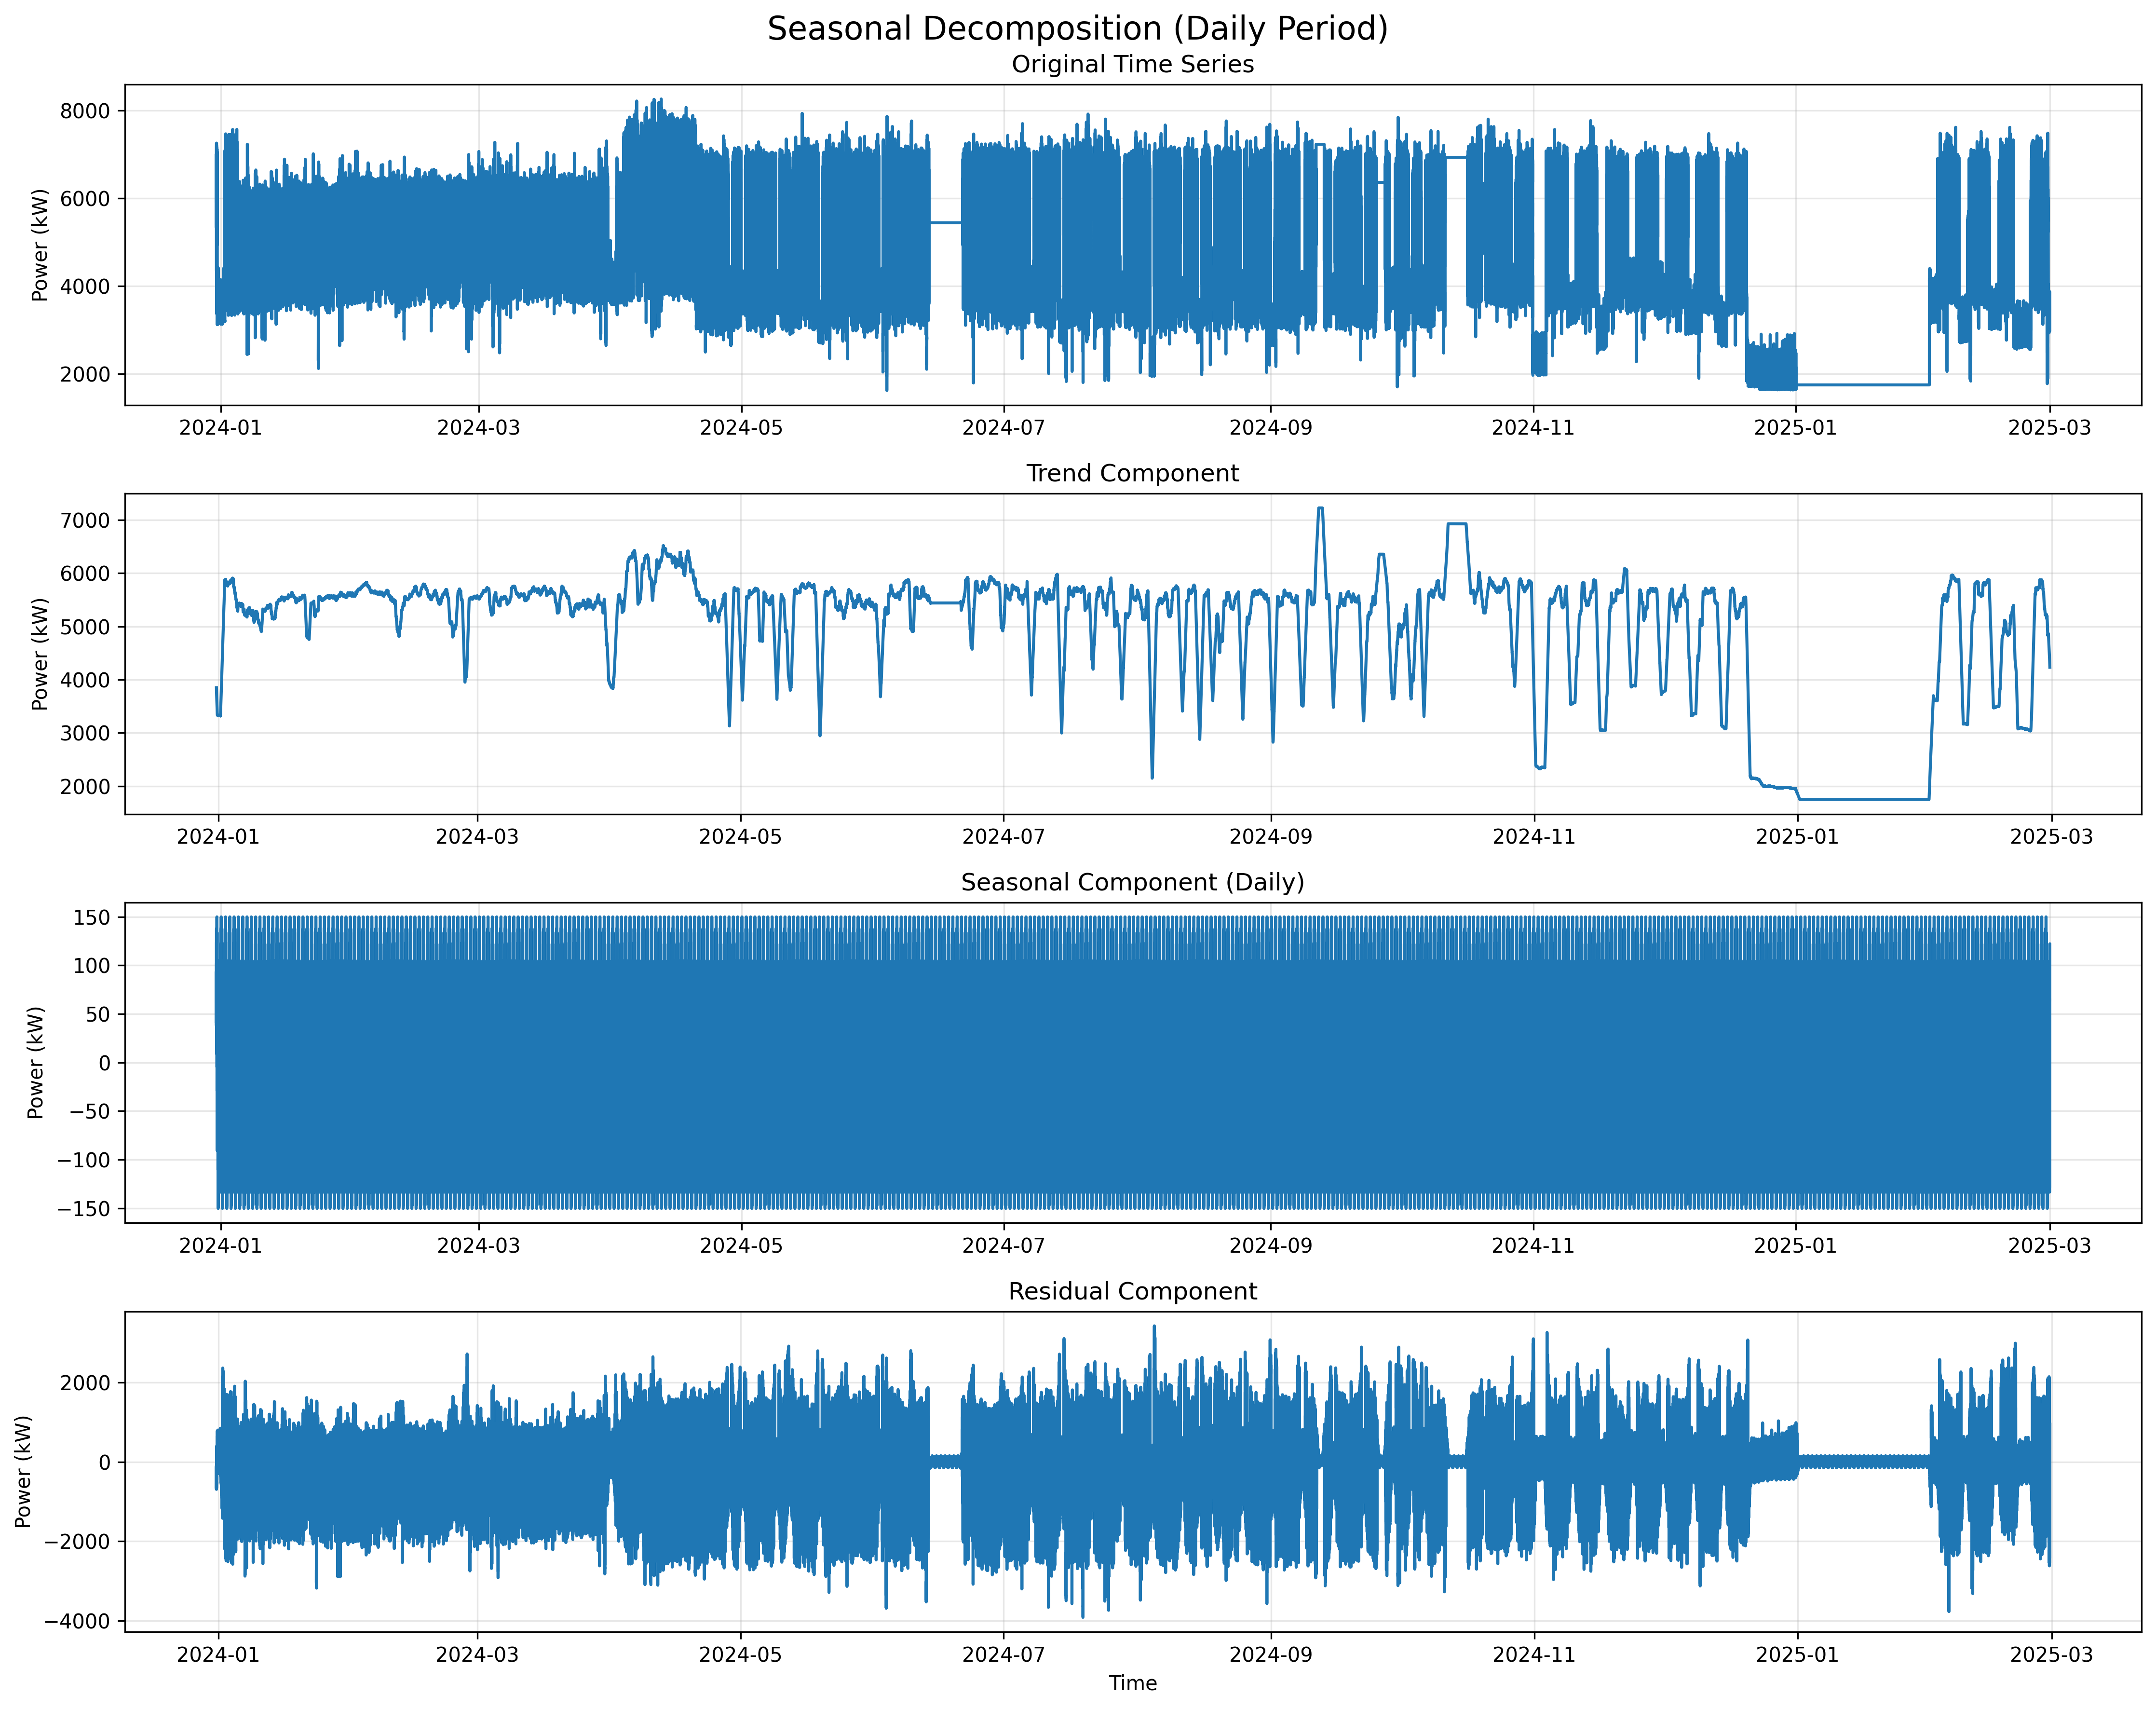 Seasonal Decomposition (Daily Period)
Original Time Series
Power (kW)
8000
6000
4000
2000
2024-01 2024-03 2024-05 2024-07 2024-09 2024-11 2025-01 2025-03
Trend Component
Power (kW)
7000
6000
5000
4000
3000
2000
2024-01 2024-03 2024-05 2024-07 2024-09 2024-11 2025-01 2025-03
Seasonal Component (Daily)
Power (kW)
150
100
50
0
−50
−100
−150
2024-01 2024-03 2024-05 2024-07 2024-09 2024-11 2025-01 2025-03
Residual Component
Power (kW)
2000
0
−2000
−4000
2024-01 2024-03 2024-05 2024-07 2024-09 2024-11 2025-01 2025-03
Time